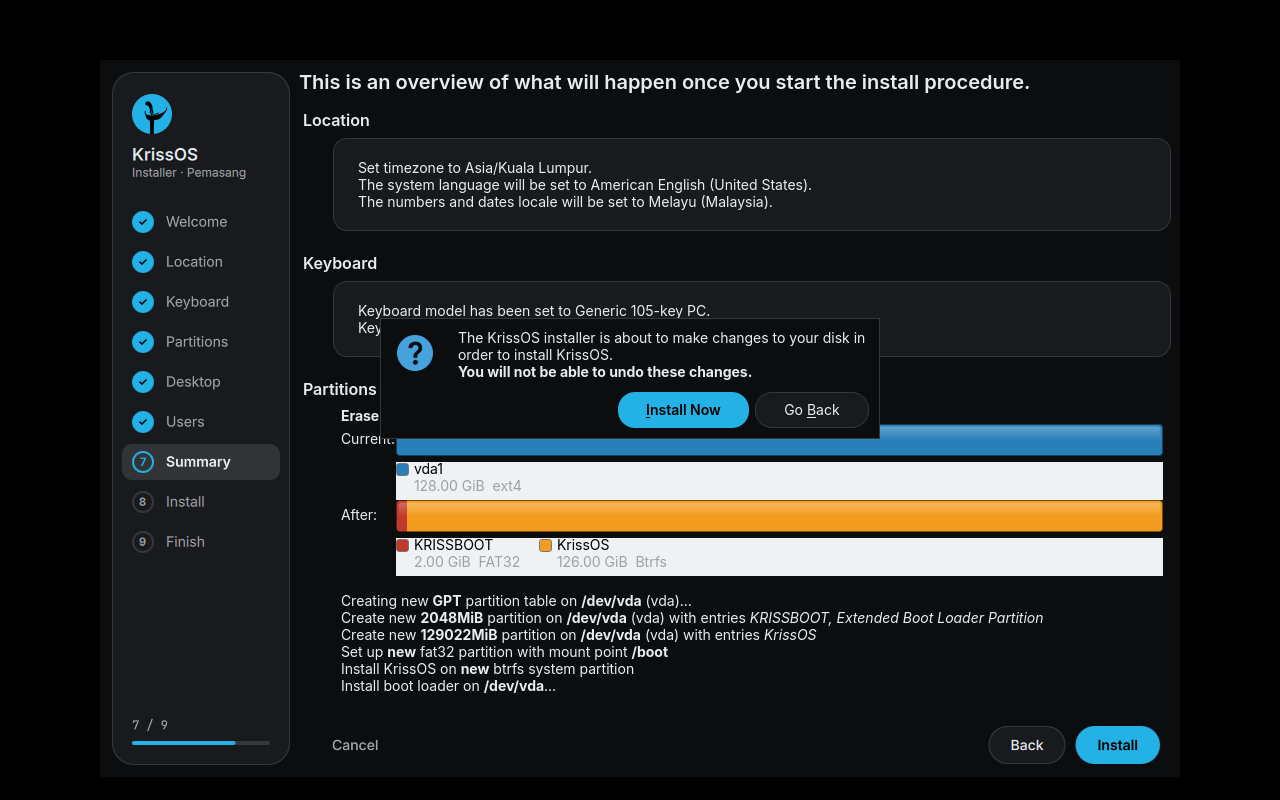 KrissOS
Installer · Pemasang
Welcome
Location
Keyboard
Partitions
Desktop
Users
7 Summary
8 Install
9 Finish
7 / 9
This is an overview of what will happen once you start the install procedure.
Location
Set timezone to Asia/Kuala Lumpur.
The system language will be set to American English (United States).
The numbers and dates locale will be set to Melayu (Malaysia).
Keyboard
Keyboard model has been set to Generic 105-key PC.
Key
The KrissOS installer is about to make changes to your disk in
order to install KrissOS.
You will not be able to undo these changes.
Install Now Go Back
Partitions
Erase
Current:
vda1
128.00 GiB ext4
After:
KRISSBOOT KrissOS
2.00 GiB FAT32 126.00 GiB Btrfs
Creating new GPT partition table on /dev/vda (vda)...
Create new 2048MiB partition on /dev/vda (vda) with entries KRISSBOOT, Extended Boot Loader Partition
Create new 129022MiB partition on /dev/vda (vda) with entries KrissOS
Set up new fat32 partition with mount point /boot
Install KrissOS on new btrfs system partition
Install boot loader on /dev/vda...
Cancel Back Install